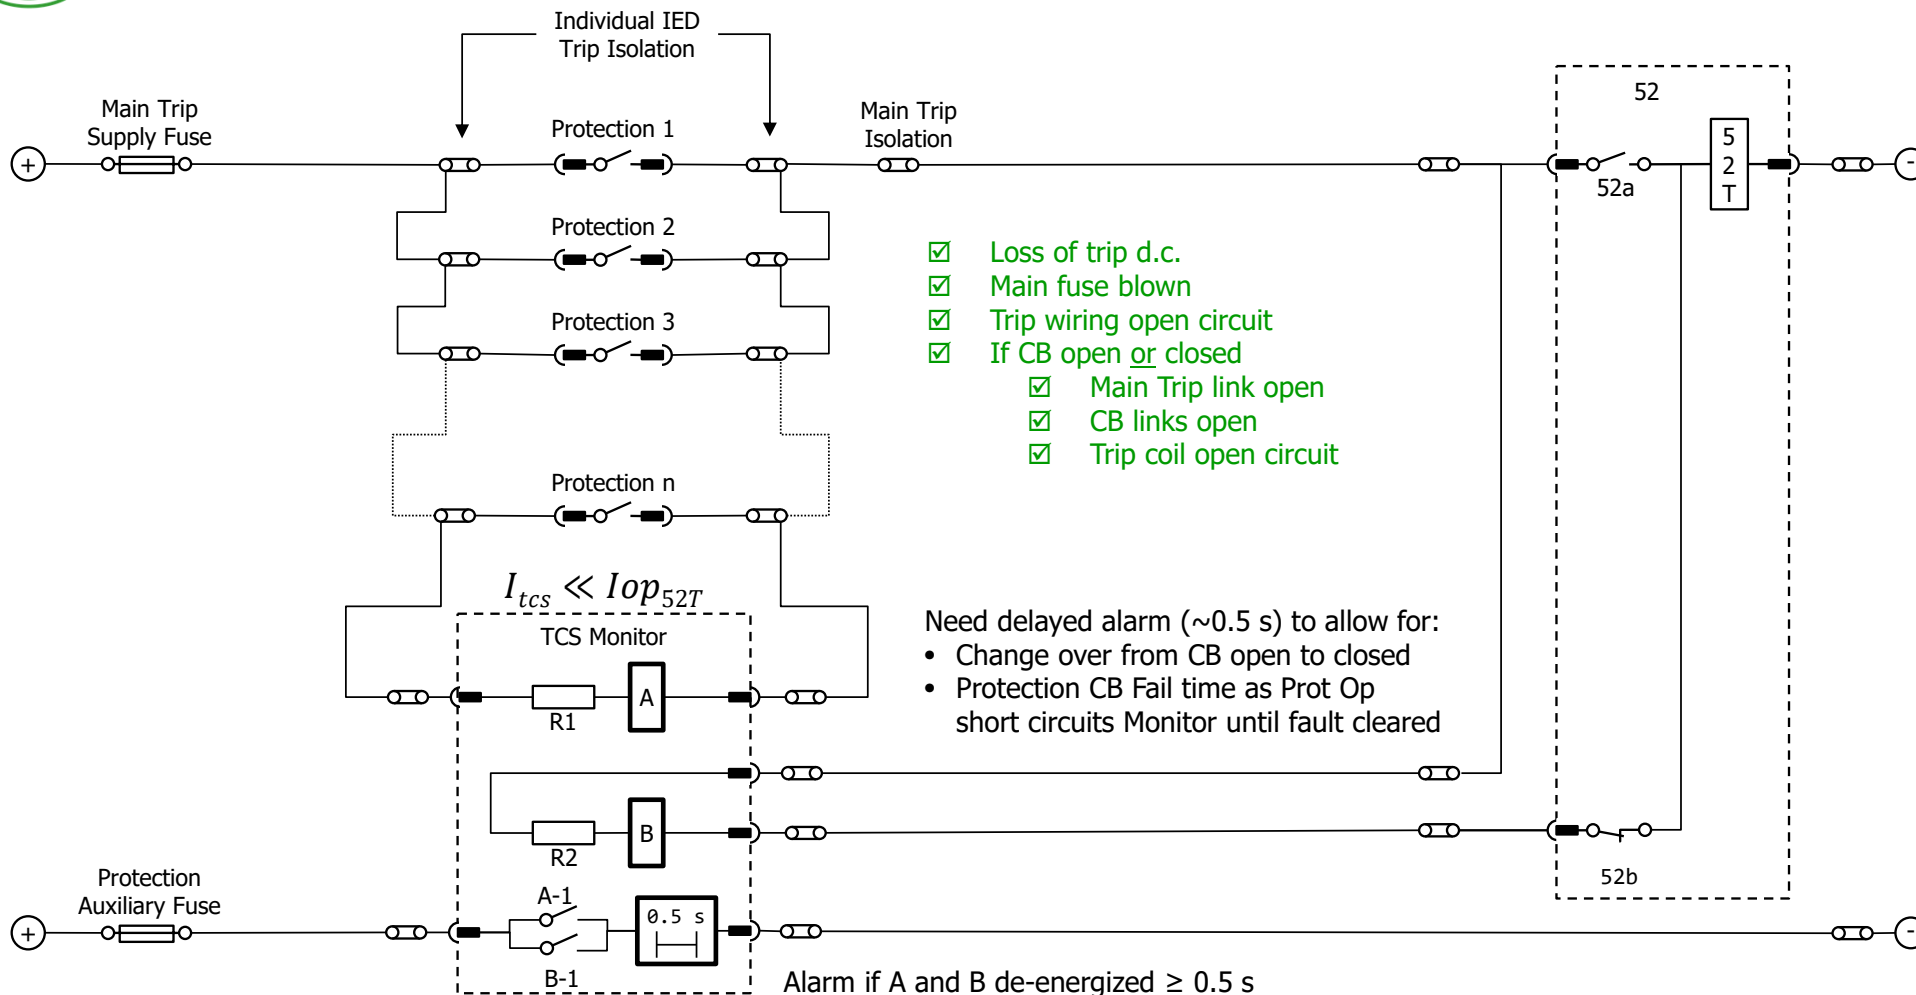 Individual IED
Trip Isolation
Main Trip
Supply Fuse
Protection 1
Main Trip
Isolation
52
+
5
2
T
-
52a
Protection 2
☑ Loss of trip d.c.
☑ Main fuse blown
Protection 3
☑ Trip wiring open circuit
☑ If CB open or closed
☑ Main Trip link open
☑ CB links open
☑ Trip coil open circuit
Protection n
I_tcs ≪ Iop_52T
TCS Monitor
Need delayed alarm (~0.5 s) to allow for:
• Change over from CB open to closed
• Protection CB Fail time as Prot Op
short circuits Monitor until fault cleared
A
R1
B
R2
52b
Protection
Auxiliary Fuse
A-1
0.5 s
+
-
B-1
Alarm if A and B de-energized ≥ 0.5 s